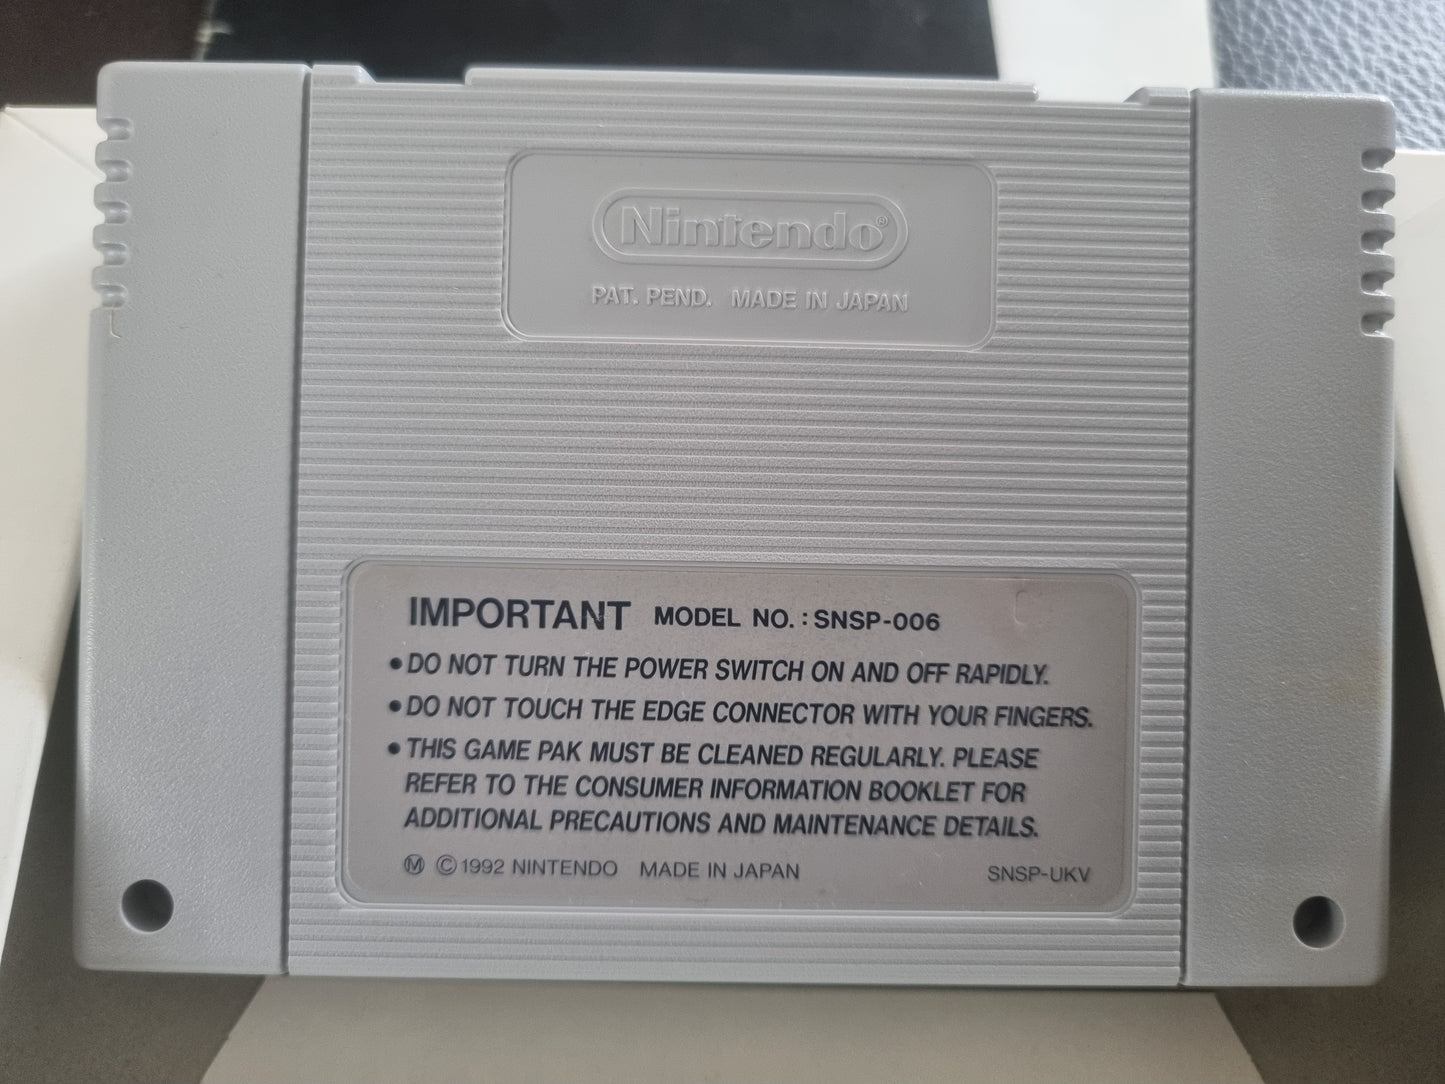 Nintendo®
PAT. PEND. MADE IN JAPAN
IMPORTANT MODEL NO.: SNSP-006
•DO NOT TURN THE POWER SWITCH ON AND OFF RAPIDLY.
•DO NOT TOUCH THE EDGE CONNECTOR WITH YOUR FINGERS.
•THIS GAME PAK MUST BE CLEANED REGULARLY. PLEASE
REFER TO THE CONSUMER INFORMATION BOOKLET FOR
ADDITIONAL PRECAUTIONS AND MAINTENANCE DETAILS.
Ⓜ ©1992 NINTENDO MADE IN JAPAN SNSP-UKV